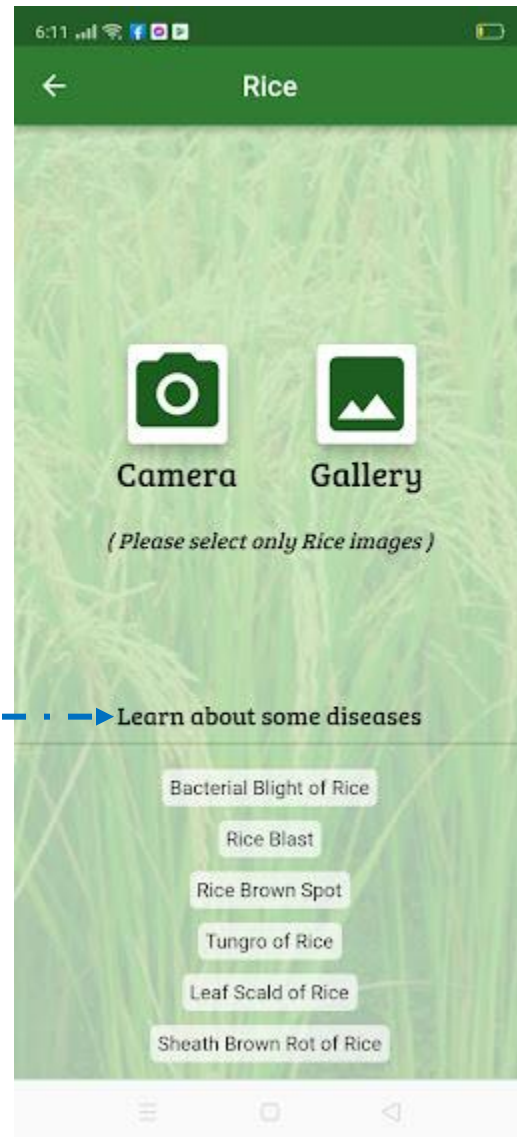 6:11
Rice
Camera Gallery
( Please select only Rice images )
Learn about some diseases
Bacterial Blight of Rice
Rice Blast
Rice Brown Spot
Tungro of Rice
Leaf Scald of Rice
Sheath Brown Rot of Rice